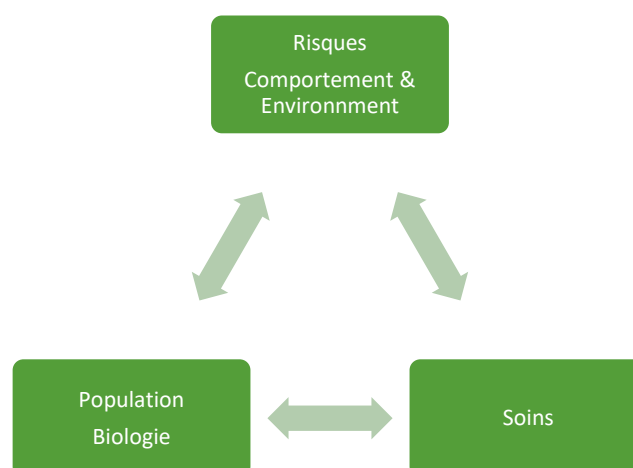 Risques
Comportement &
Environnment
Population
Biologie
Soins